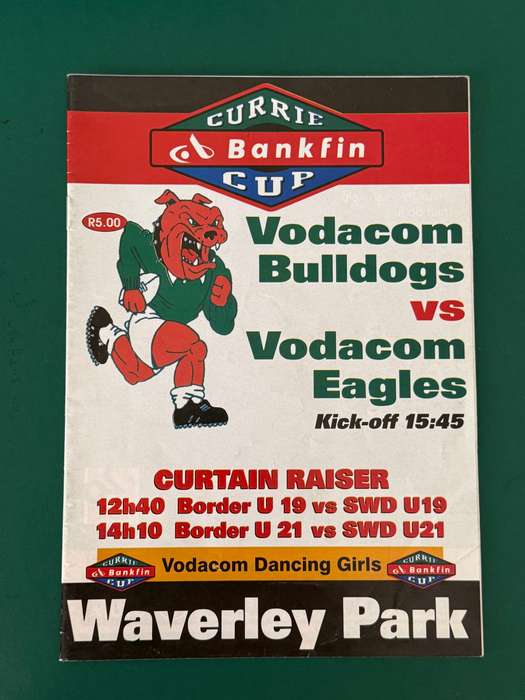 CURRIE
Bankfin
CUP
R5.00
Vodacom
Bulldogs
vs
Vodacom
Eagles
Kick-off 15:45
CURTAIN RAISER
12h40 Border U 19 vs SWD U19
14h10 Border U 21 vs SWD U21
CURRIE
Bankfin
CUP
Vodacom Dancing Girls
CURRIE
Bankfin
CUP
Waverley Park